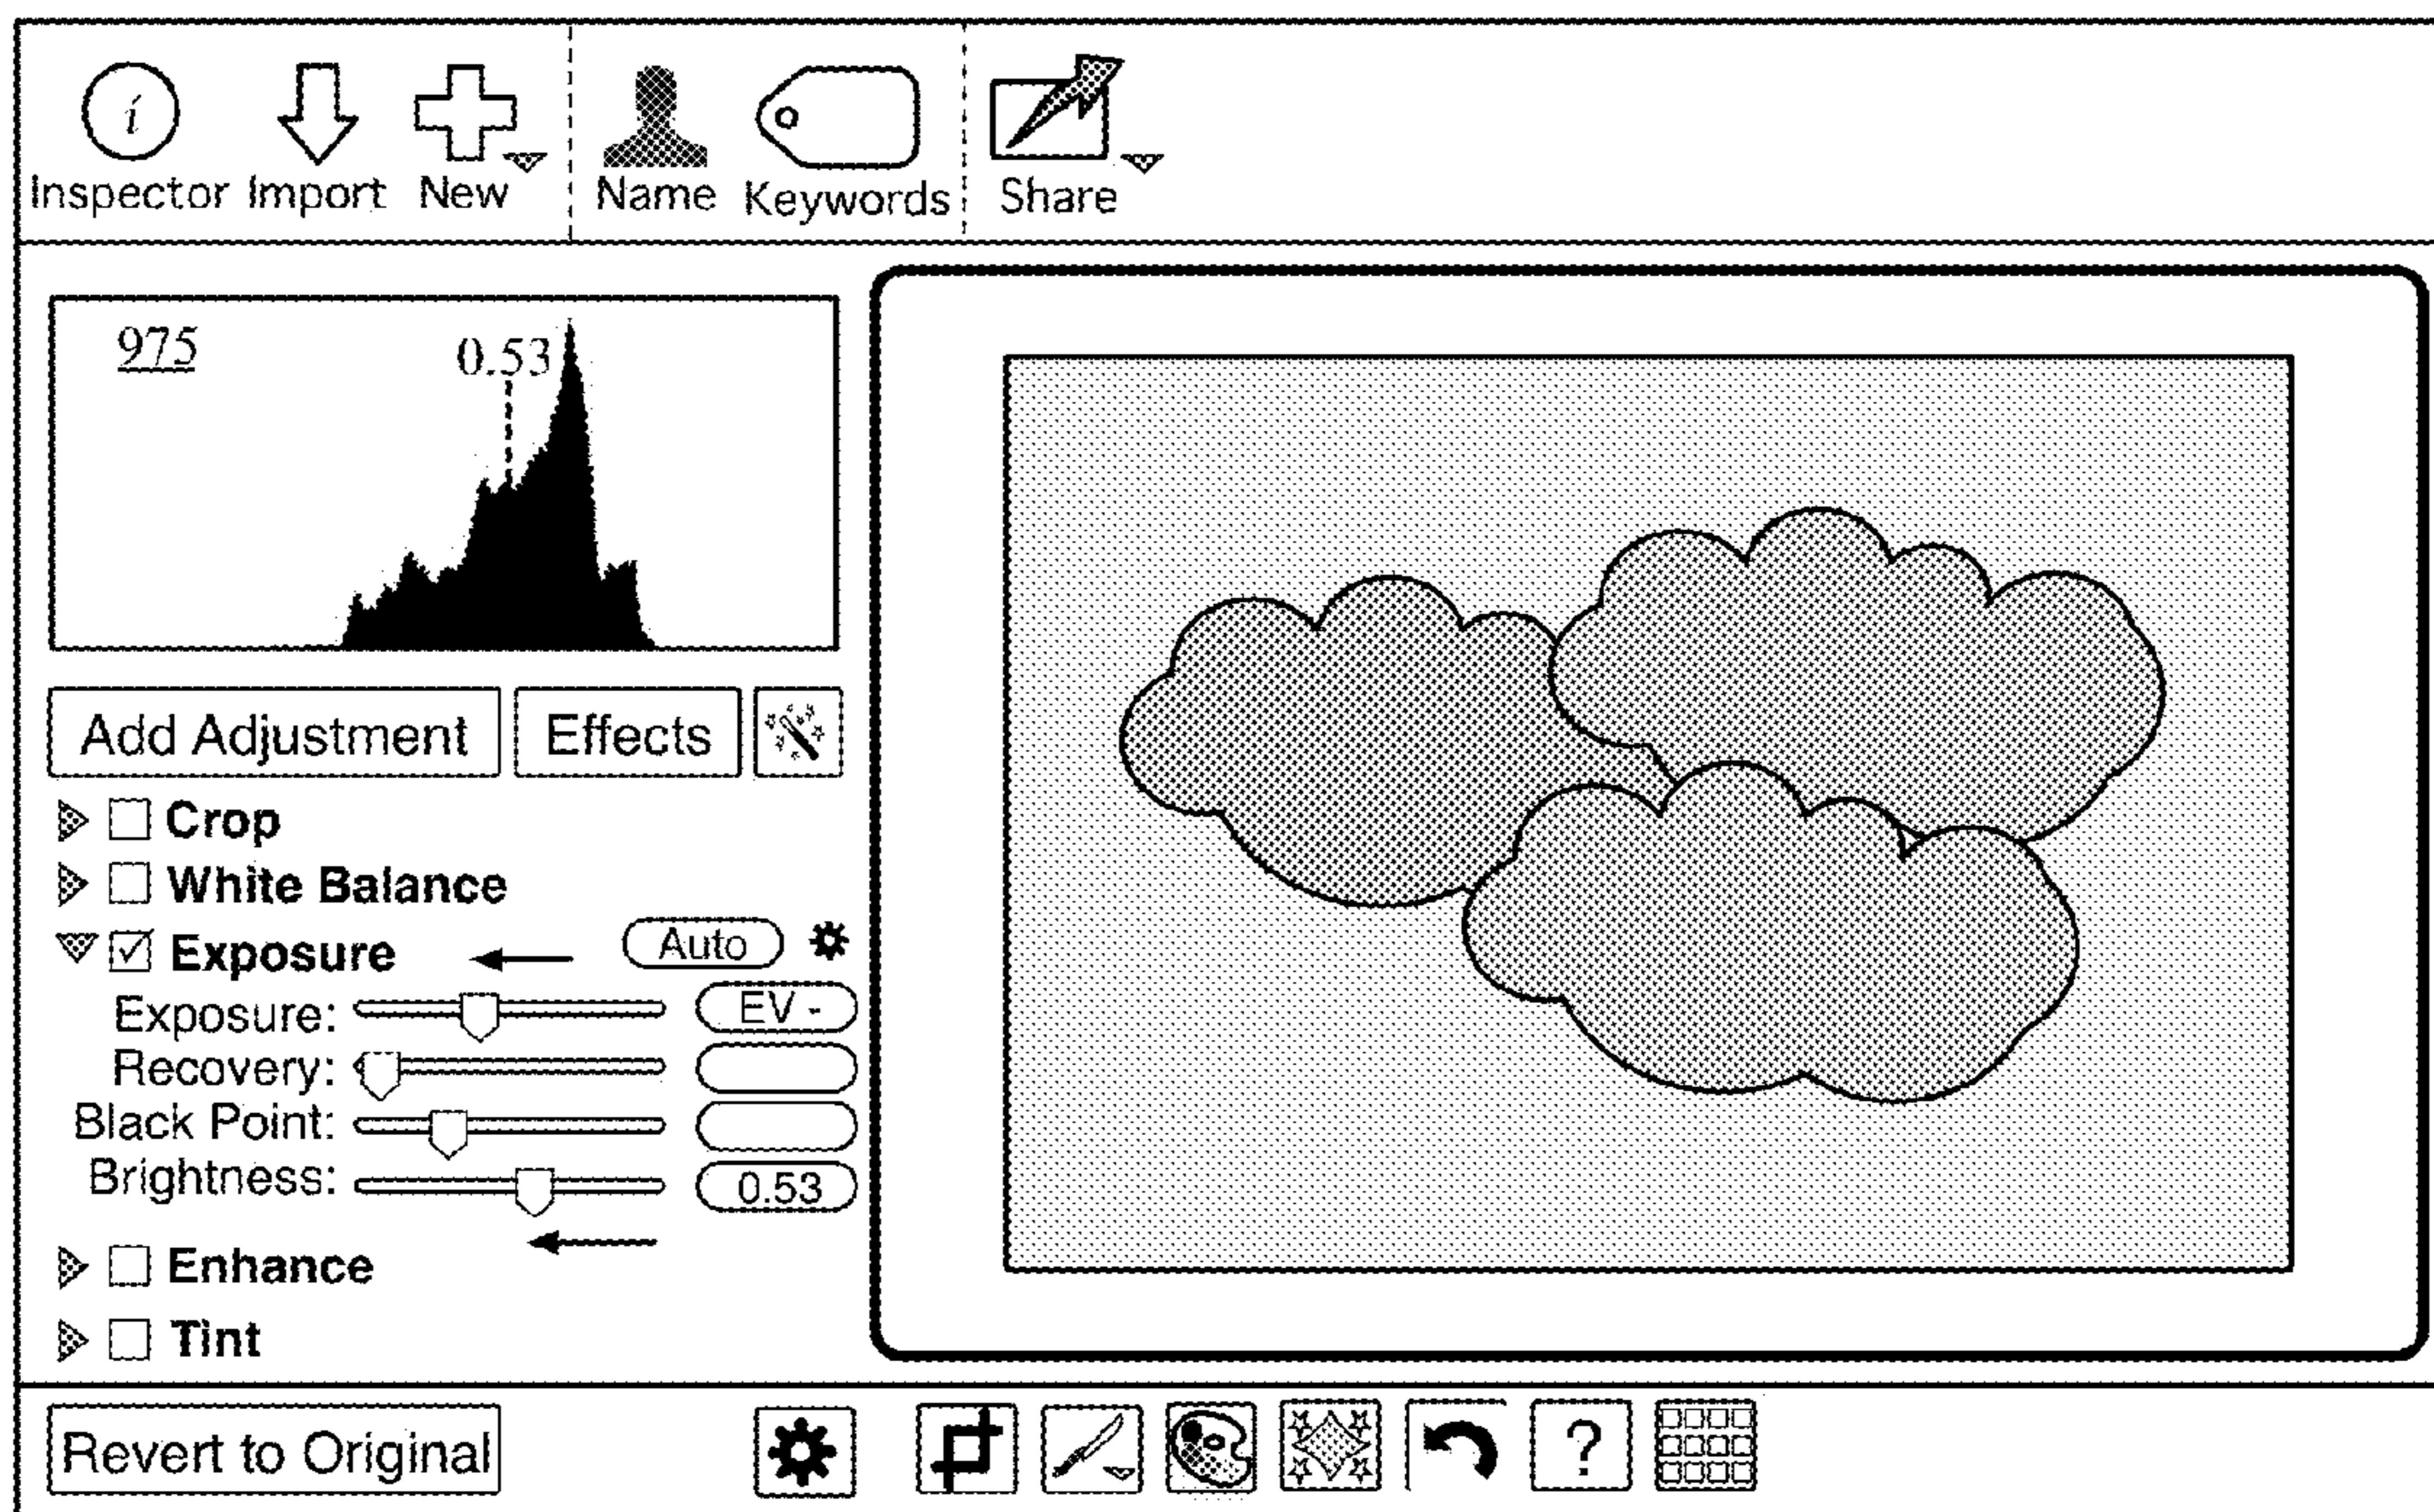 i
Inspector Import New Name Keywords Share
975
0.53
Add Adjustment Effects
Crop
White Balance
Exposure Auto
Exposure: EV -
Recovery:
Black Point:
Brightness: 0.53
Enhance
Tint
Revert to Original ?